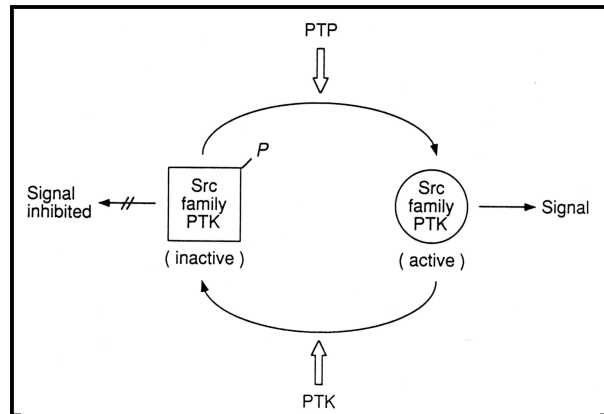 PTP
P
Src
family
PTK
(inactive)
Signal
inhibited
Src
family
PTK
(active)
Signal
PTK